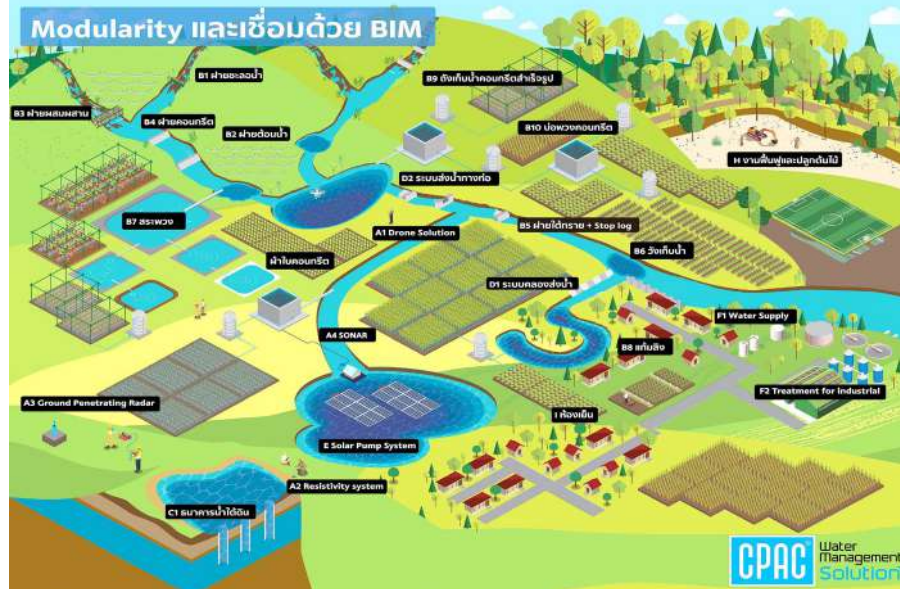 Modularity และเชื่อมด้วย BIM
B1 ฝายชะลอน้ำ
B9 ถังเก็บน้ำคอนกรีตสำเร็จรูป
B3 ฝายผสมผสาน
B4 ฝายคอนกรีต
B2 ฝายต้อนน้ำ
B10 บ่อพวงคอนกรีต
H งานฟื้นฟูและปลูกต้นไม้
D2 ระบบส่งน้ำทางท่อ
B7 สระพวง
A1 Drone Solution
B5 ฝายใต้ทราย + Stop log
B6 วังเก็บน้ำ
ผ้าใบคอนกรีต
D1 ระบบคลองส่งน้ำ
F1 Water Supply
A4 SONAR
B8 แก้มลิง
F2 Treatment for industrial
A3 Ground Penetrating Radar
I ห้องเย็น
E Solar Pump System
A2 Resistivity system
C1 ธนาคารน้ำใต้ดิน
CPAC Water
Management
Solution